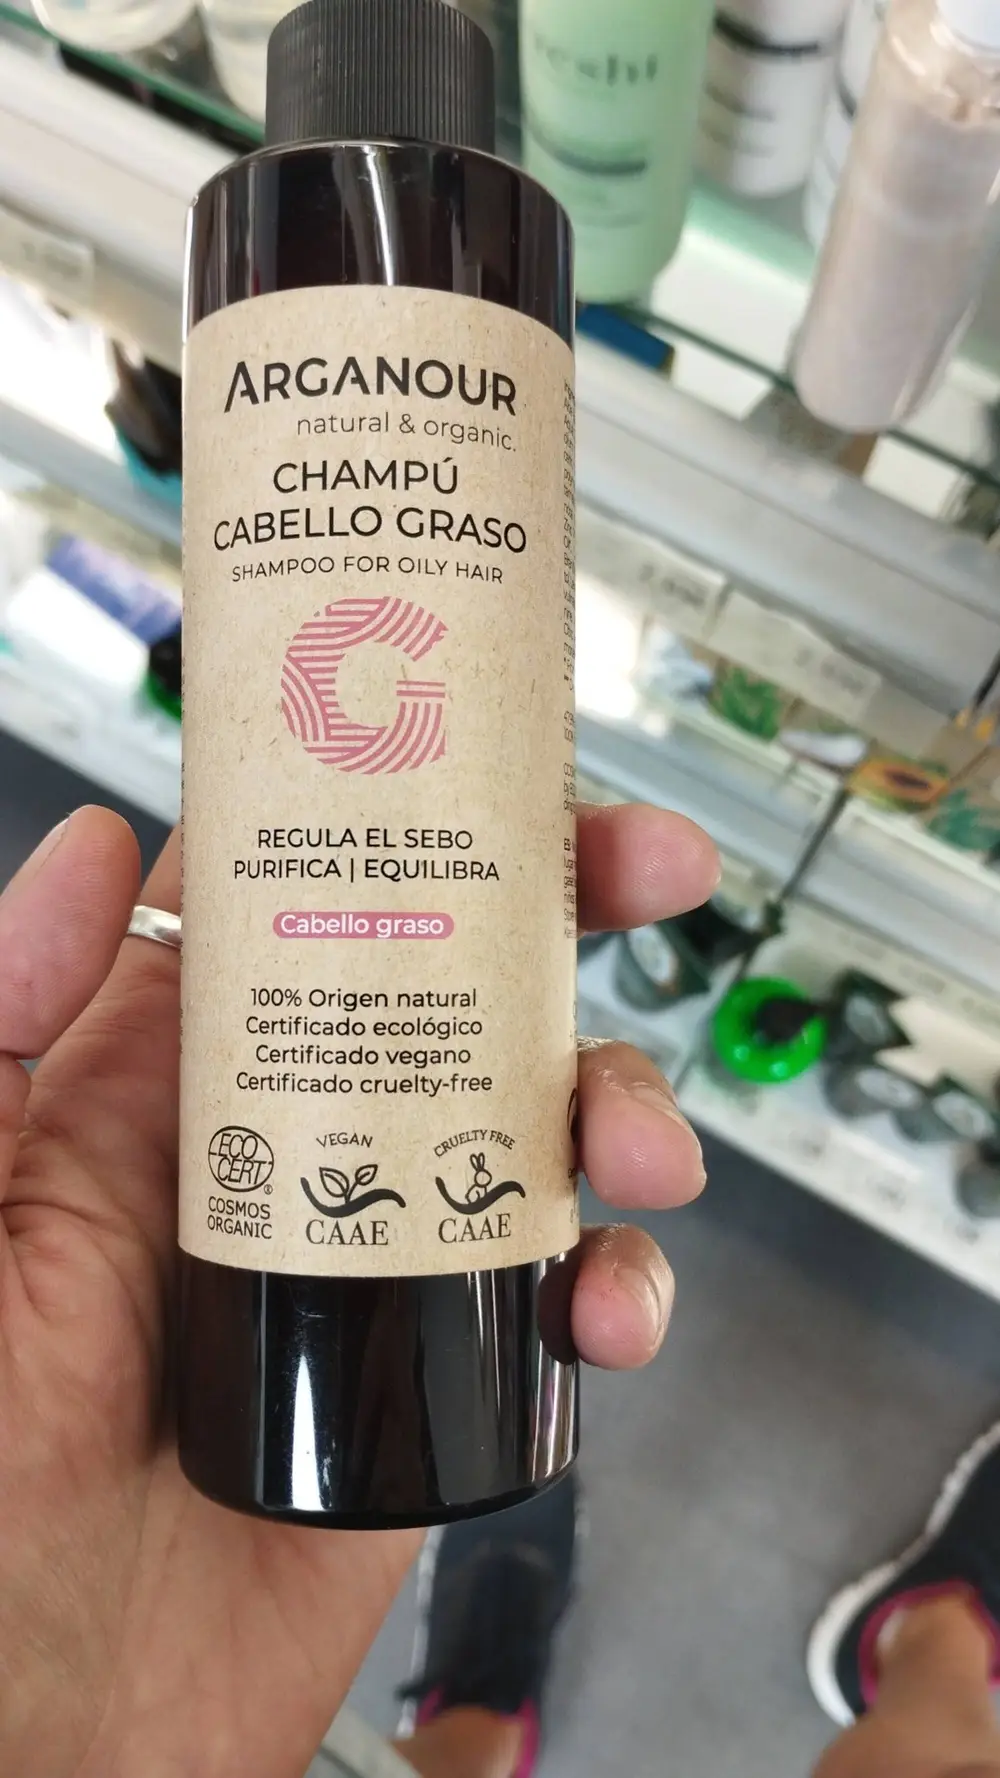 ARGANOUR
natural & organic.
CHAMPÚ
CABELLO GRASO
SHAMPOO FOR OILY HAIR
REGULA EL SEBO
PURIFICA | EQUILIBRA
Cabello graso
100% Origen natural
Certificado ecológico
Certificado vegano
Certificado cruelty-free
ECO
CERT
®
COSMOS
ORGANIC
VEGAN
CAAE
CRUELTY FREE
CAAE